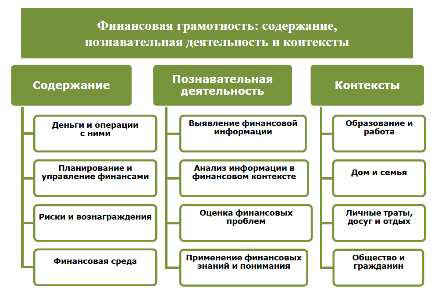 Финансовая грамотность: содержание,
познавательная деятельность и контексты
Содержание
Деньги и операции
с ними
Планирование и
управление финансами
Риски и вознаграждения
Финансовая среда
Познавательная
деятельность
Выявление финансовой
информации
Анализ информации в
финансовом контексте
Оценка финансовых
проблем
Применение финансовых
знаний и понимания
Контексты
Образование и
работа
Дом и семья
Личные траты,
досуг и отдых
Общество и
гражданин